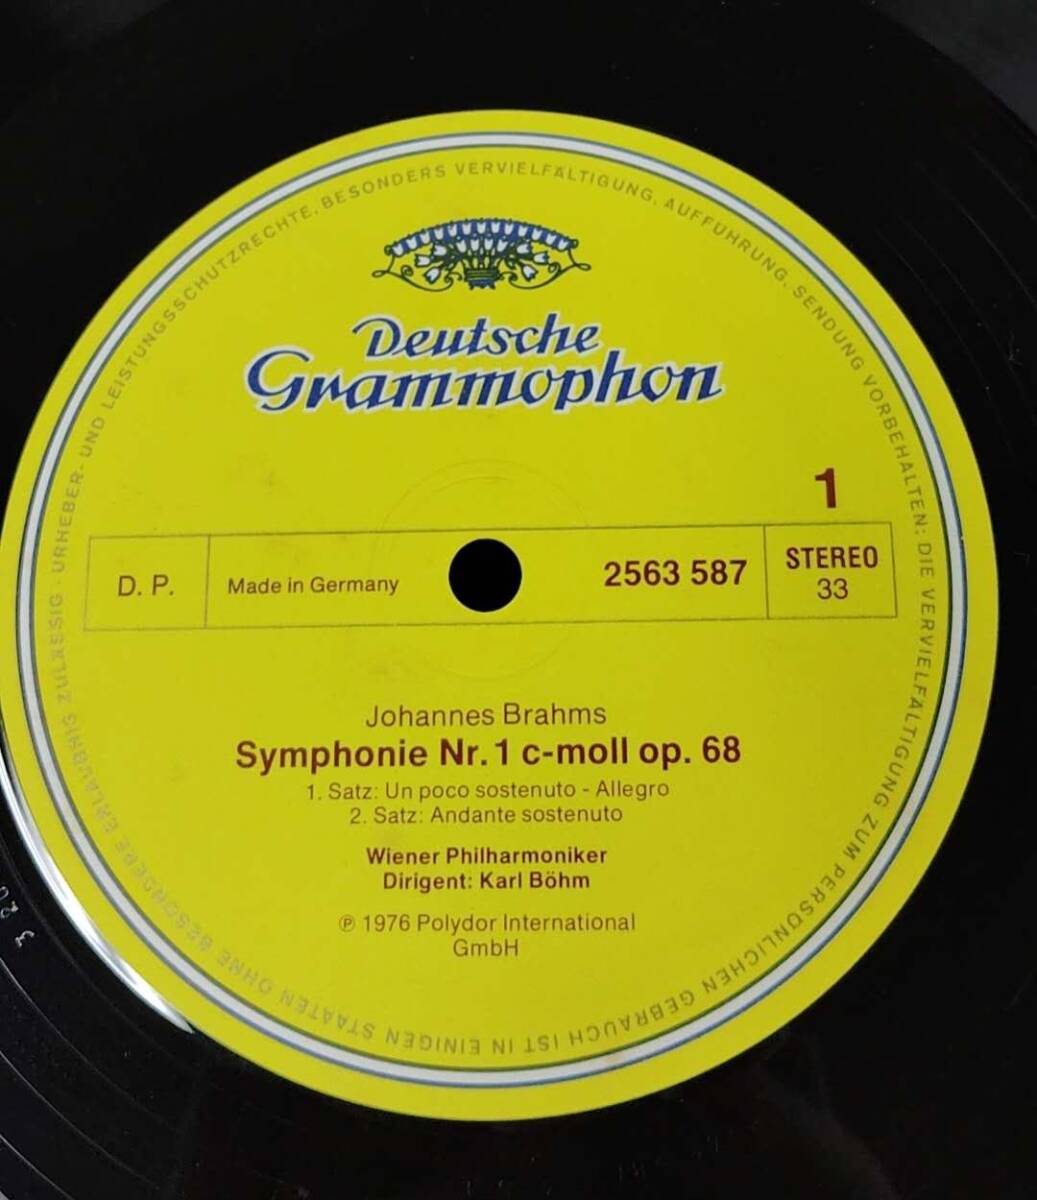 URHEBER- UND LEISTUNGSSCHUTZRECHTE, BESONDERS VERVIELFÄLTIGUNG, AUFFÜHRUNG, SENDUNG VORBEHALTEN; DIE VERVIELFÄLTIGUNG ZUM PERSÖNLICHEN GEBRAUCH IST IN EINIGEN STAATEN OHNE BESONDERE ERLAUBNIS ZULÄSSIG ·
Deutsche
Grammophon
1
D. P.
Made in Germany
2563 587
STEREO
33
Johannes Brahms
Symphonie Nr. 1 c-moll op. 68
1. Satz: Un poco sostenuto - Allegro
2. Satz: Andante sostenuto
Wiener Philharmoniker
Dirigent: Karl Böhm
℗ 1976 Polydor International
GmbH